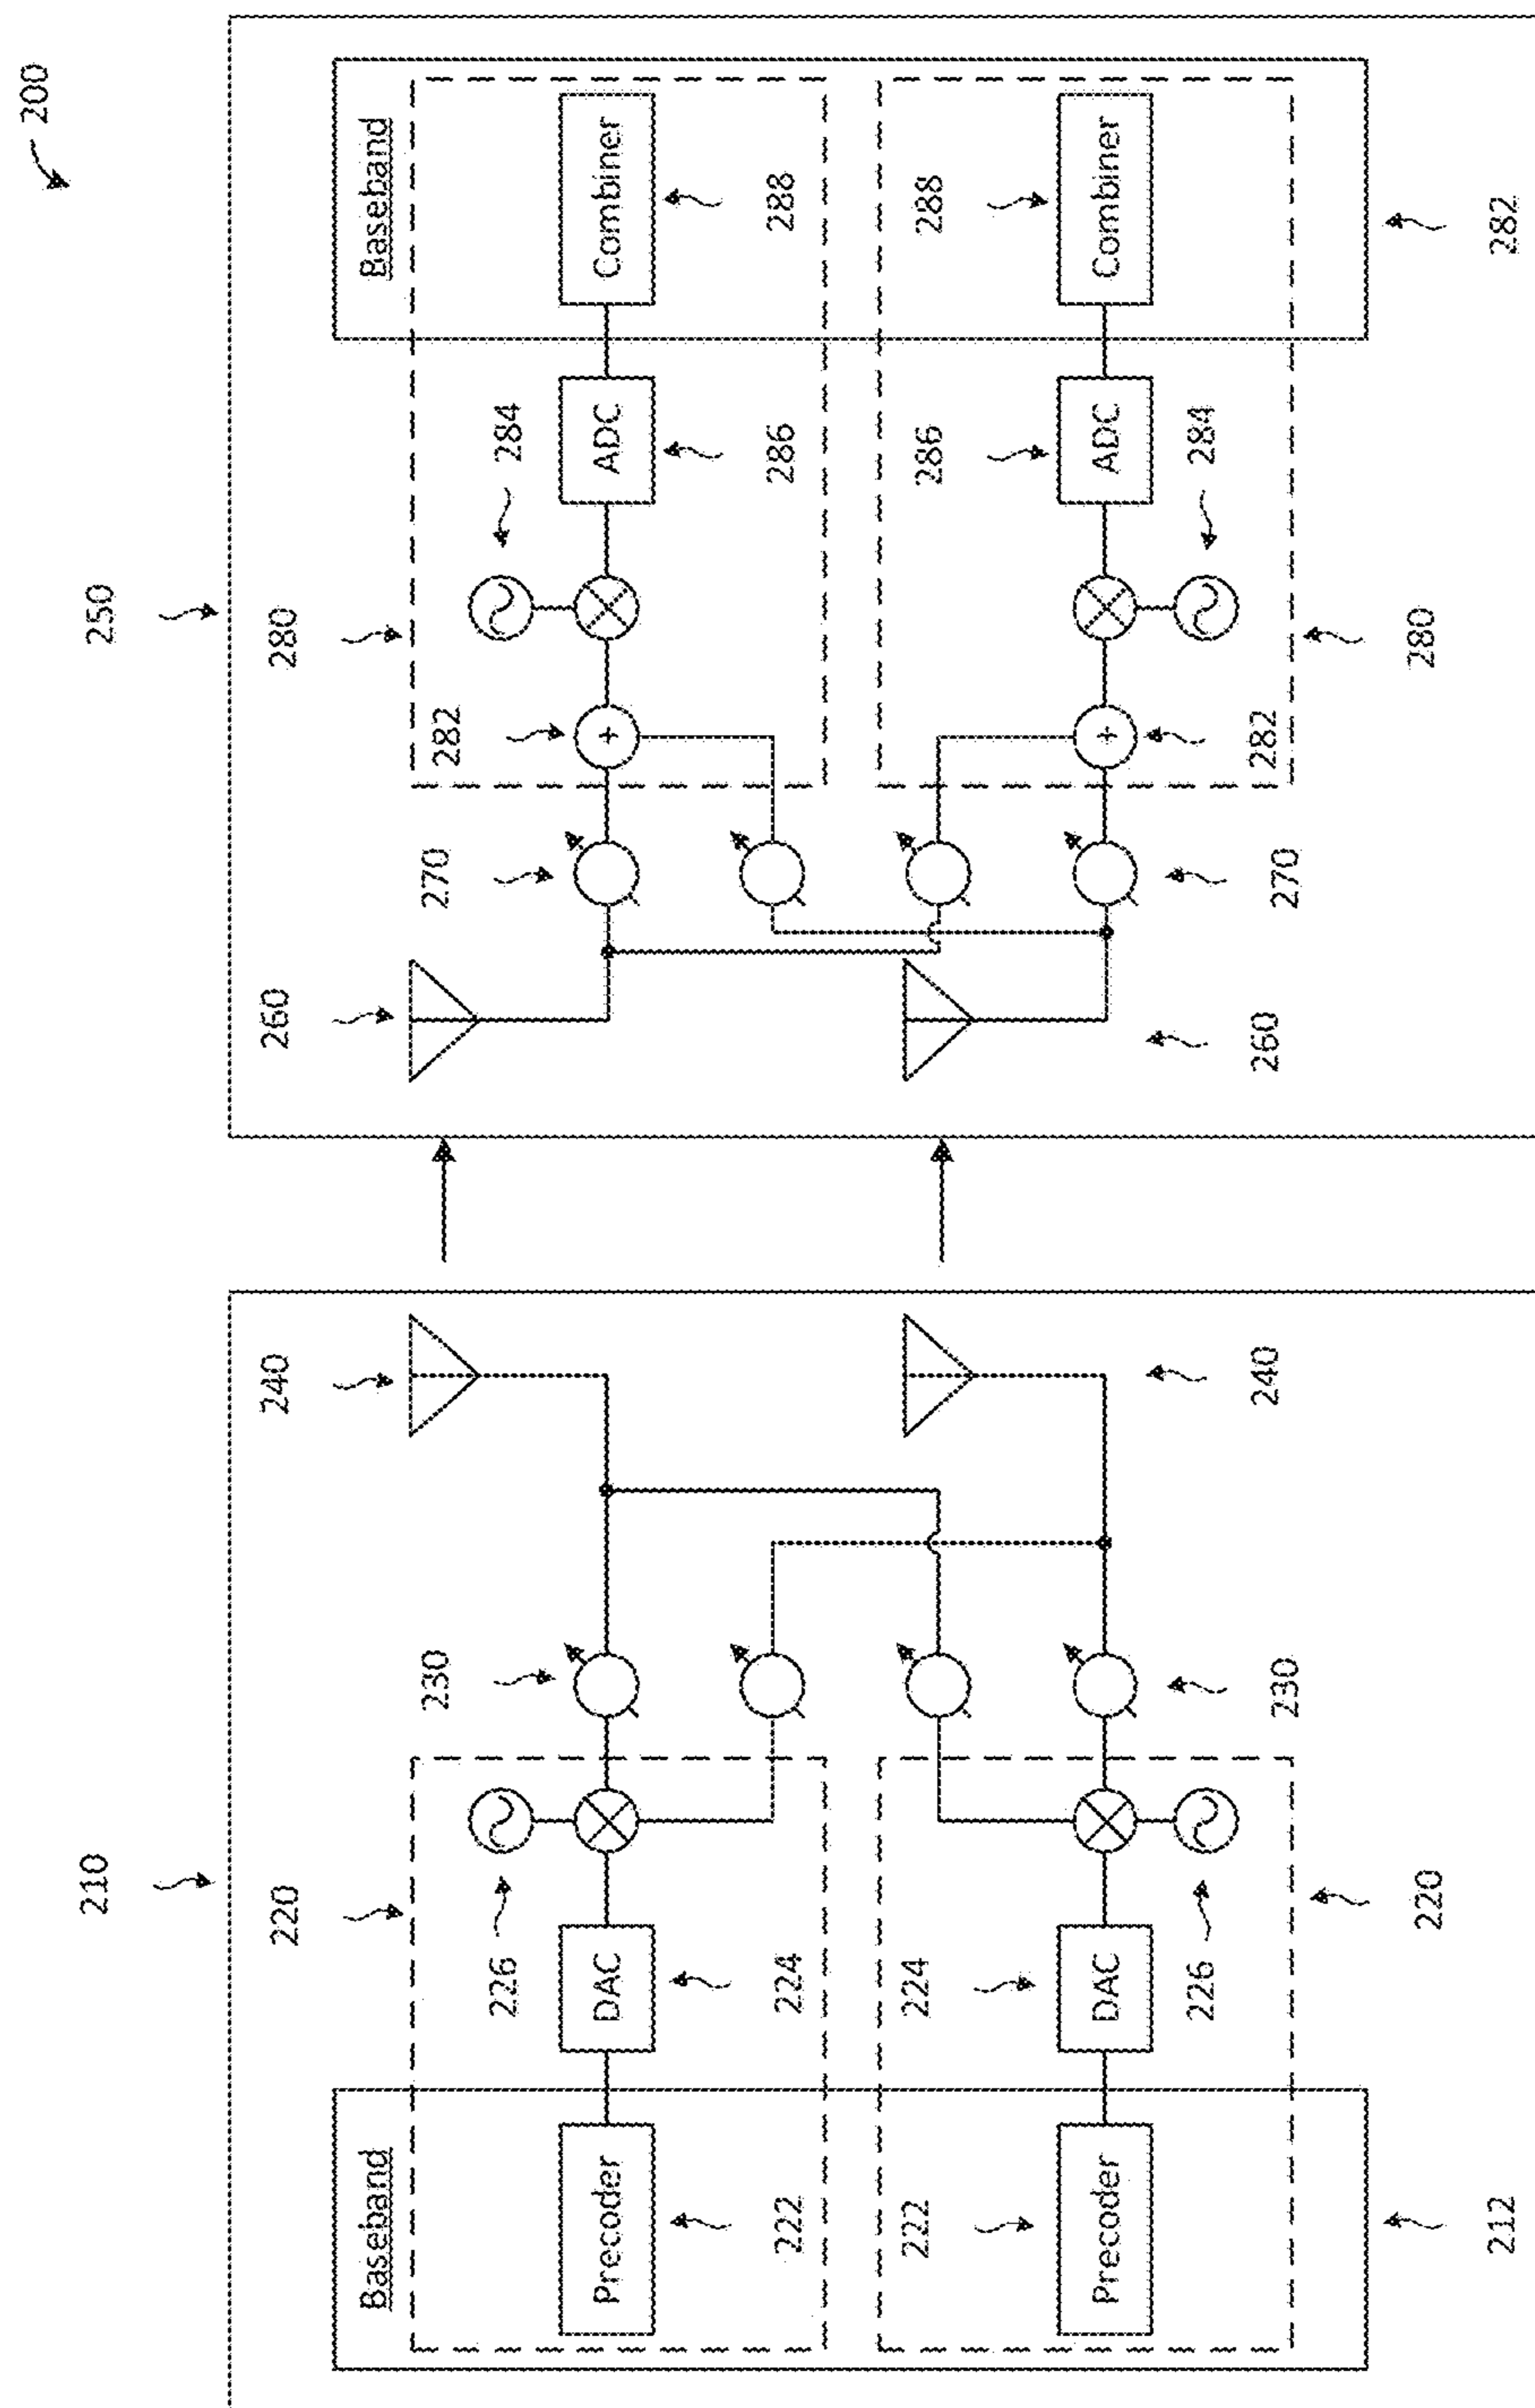 200
210 250
220 240 260 280
Baseband Baseband
230 270 282
226 284
Precoder DAC + ADC Combiner
222 224 286 288
222 224 286 288
Precoder DAC + ADC Combiner
226 284
230 240 260 270 282
220 280
212 282